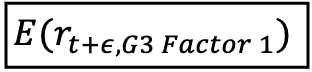 E(r_{t+ϵ,G3 Factor 1})